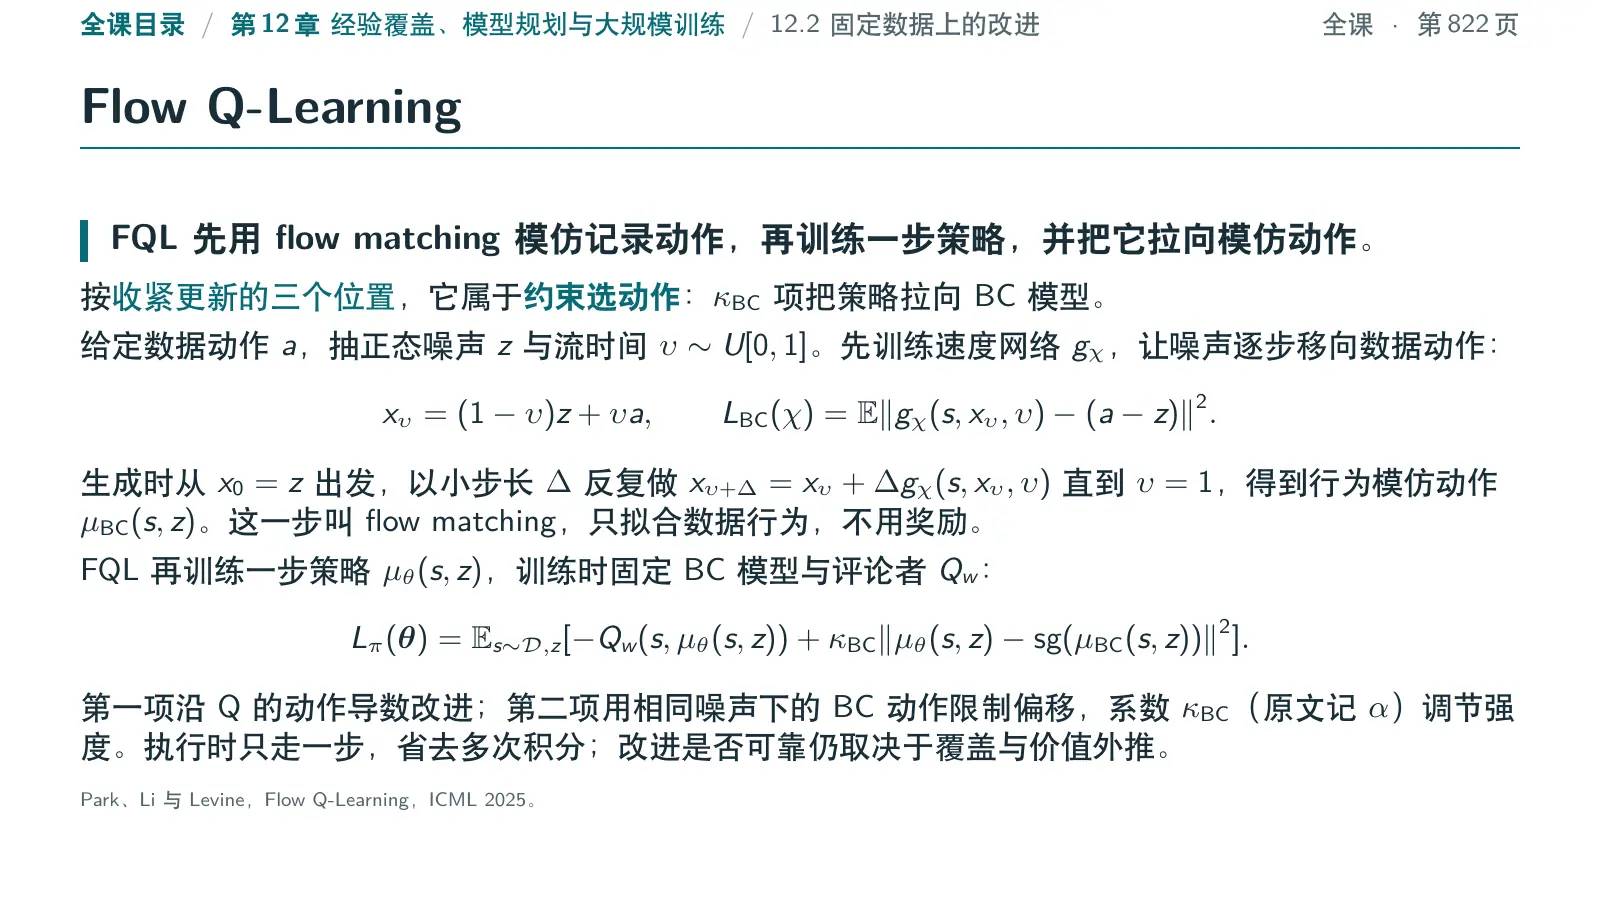 全课目录 / 第 12 章 经验覆盖、模型规划与大规模训练 / 12.2 固定数据上的改进
全课 · 第 822 页
Flow Q-Learning
FQL 先用 flow matching 模仿记录动作，再训练一步策略，并把它拉向模仿动作。
按收紧更新的三个位置，它属于约束选动作：κ_BC 项把策略拉向 BC 模型。
给定数据动作 a，抽正态噪声 z 与流时间 υ ∼ U[0, 1]。先训练速度网络 g_χ，让噪声逐步移向数据动作：
x_υ = (1 − υ)z + υa, L_BC(χ) = 𝔼‖g_χ(s, x_υ, υ) − (a − z)‖².
生成时从 x₀ = z 出发，以小步长 Δ 反复做 x_{υ+Δ} = x_υ + Δg_χ(s, x_υ, υ) 直到 υ = 1，得到行为模仿动作
μ_BC(s, z)。这一步叫 flow matching，只拟合数据行为，不用奖励。
FQL 再训练一步策略 μ_θ(s, z)，训练时固定 BC 模型与评论者 Q_w：
L_π(θ) = 𝔼_{s∼𝒟,z}[−Q_w(s, μ_θ(s, z)) + κ_BC‖μ_θ(s, z) − sg(μ_BC(s, z))‖²].
第一项沿 Q 的动作导数改进；第二项用相同噪声下的 BC 动作限制偏移，系数 κ_BC（原文记 α）调节强
度。执行时只走一步，省去多次积分；改进是否可靠仍取决于覆盖与价值外推。
Park、Li 与 Levine，Flow Q-Learning，ICML 2025。